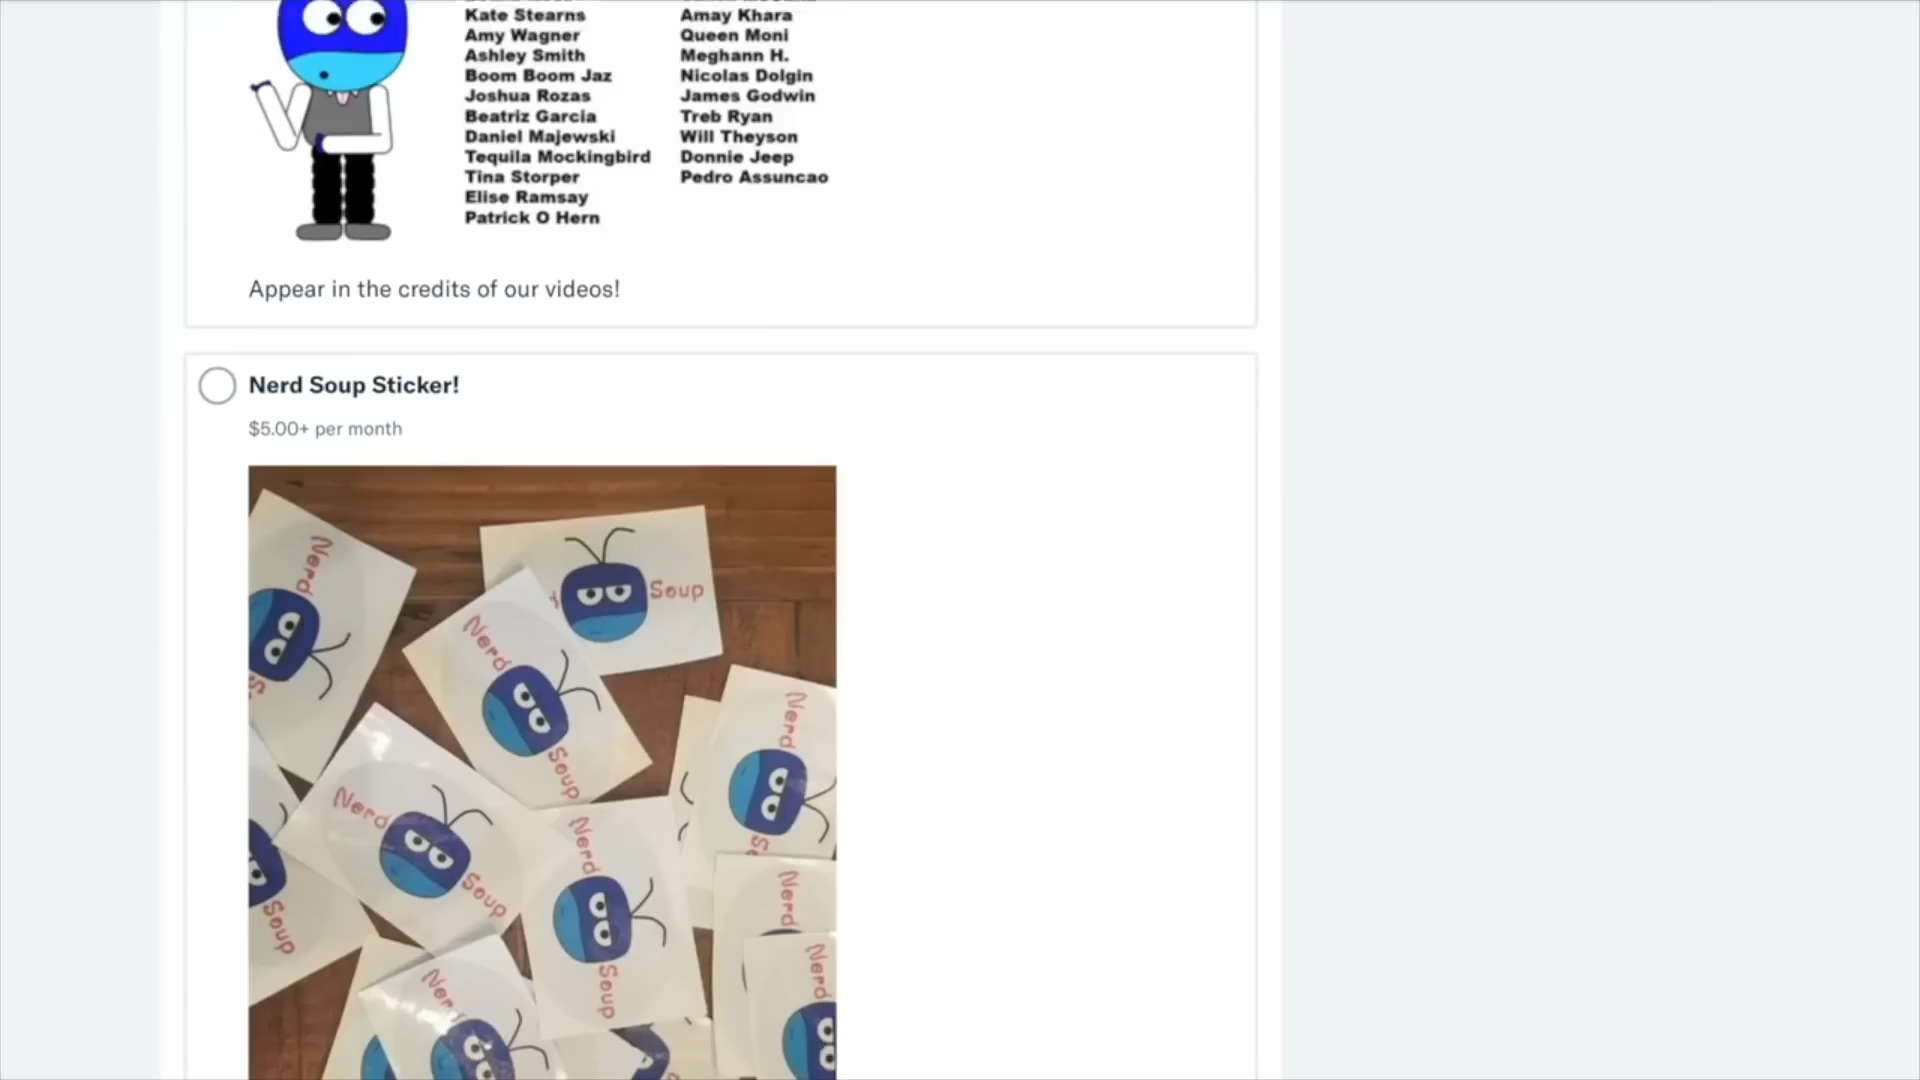 Kate Stearns
Amy Wagner
Ashley Smith
Boom Boom Jaz
Joshua Rozas
Beatriz Garcia
Daniel Majewski
Tequila Mockingbird
Tina Storper
Elise Ramsay
Patrick O Hern
Amay Khara
Queen Moni
Meghann H.
Nicolas Dolgin
James Godwin
Treb Ryan
Will Theyson
Donnie Jeep
Pedro Assuncao
Appear in the credits of our videos!
Nerd Soup Sticker!
$5.00+ per month
Nerd
Soup
Nerd
Soup
Nerd
Nerd
Soup
Nerd
Soup
Soup
Nerd
Nerd